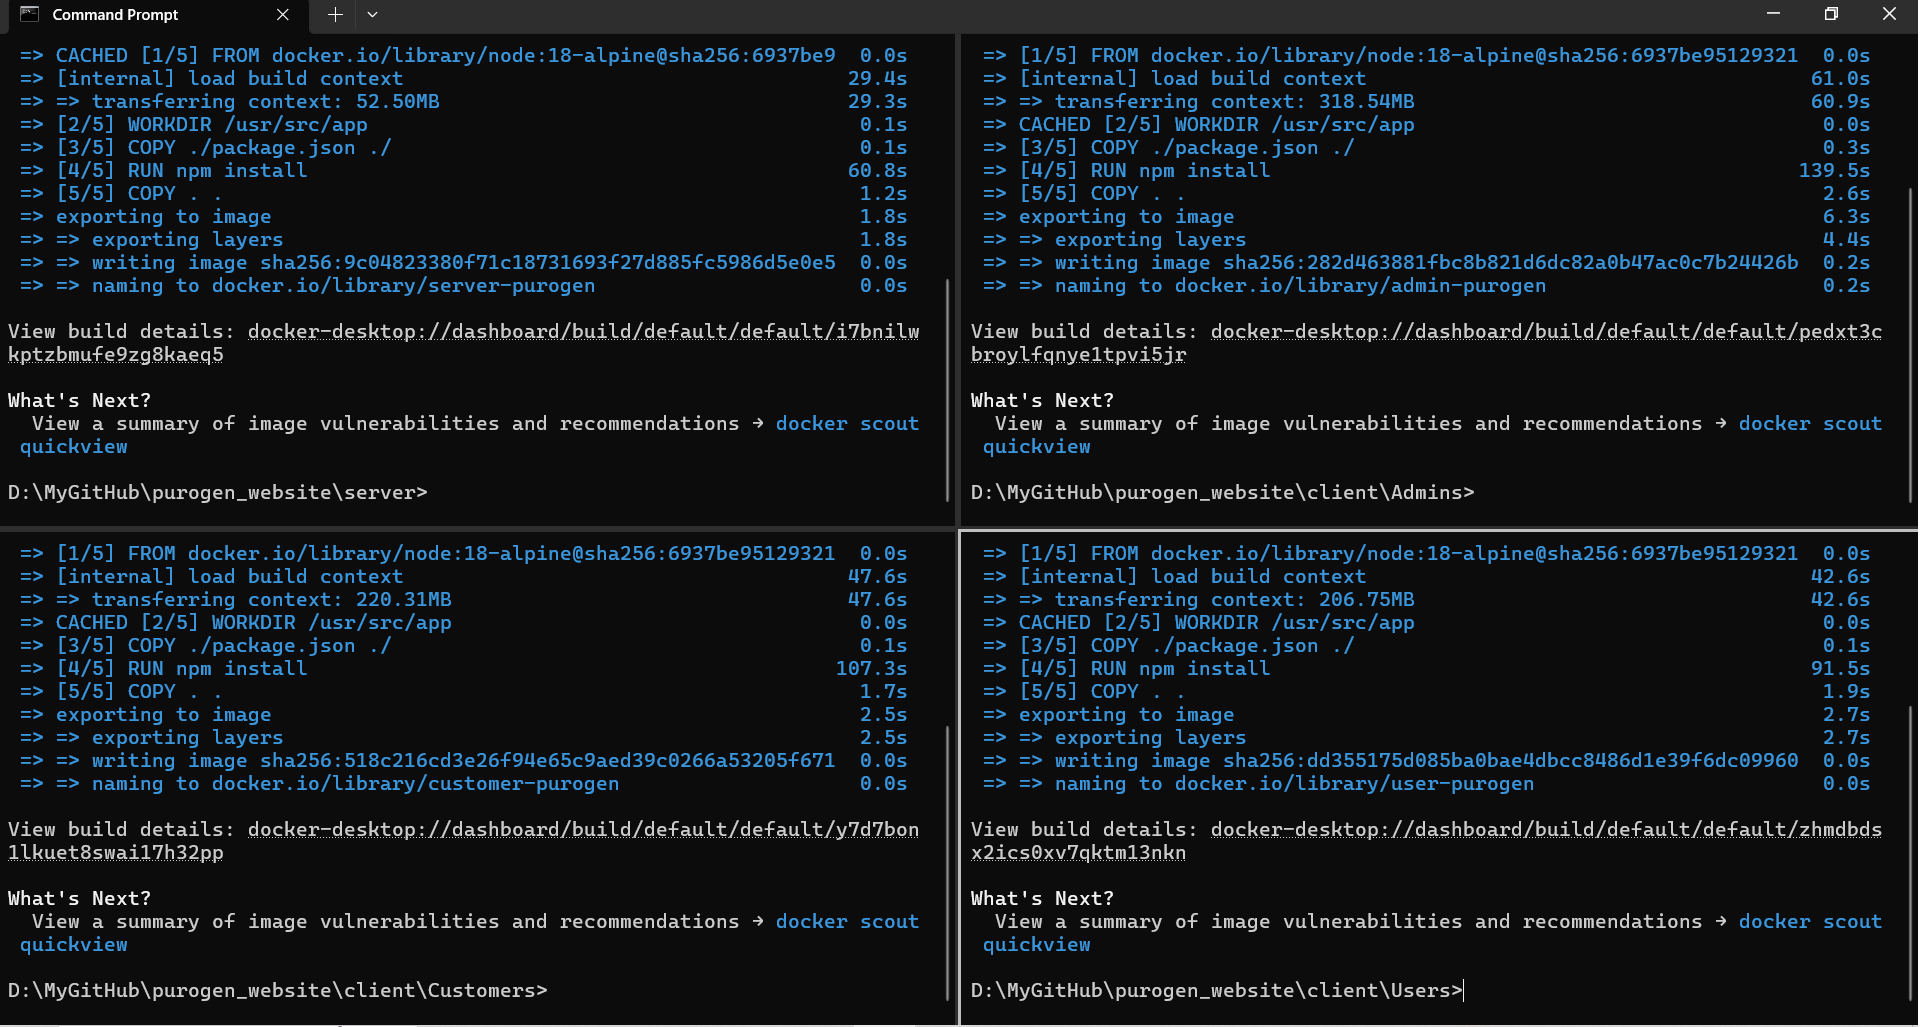 Command Prompt
=> CACHED [1/5] FROM docker.io/library/node:18-alpine@sha256:6937be9 0.0s
=> [internal] load build context 29.4s
=> => transferring context: 52.50MB 29.3s
=> [2/5] WORKDIR /usr/src/app 0.1s
=> [3/5] COPY ./package.json ./ 0.1s
=> [4/5] RUN npm install 60.8s
=> [5/5] COPY . . 1.2s
=> exporting to image 1.8s
=> => exporting layers 1.8s
=> => writing image sha256:9c04823380f71c18731693f27d885fc5986d5e0e5 0.0s
=> => naming to docker.io/library/server-purogen 0.0s
View build details: docker-desktop://dashboard/build/default/default/i7bnilw
kptzbmufe9zg8kaeq5
What's Next?
View a summary of image vulnerabilities and recommendations → docker scout
quickview
D:\MyGitHub\purogen_website\server>
=> [1/5] FROM docker.io/library/node:18-alpine@sha256:6937be95129321 0.0s
=> [internal] load build context 61.0s
=> => transferring context: 318.54MB 60.9s
=> CACHED [2/5] WORKDIR /usr/src/app 0.0s
=> [3/5] COPY ./package.json ./ 0.3s
=> [4/5] RUN npm install 139.5s
=> [5/5] COPY . . 2.6s
=> exporting to image 6.3s
=> => exporting layers 4.4s
=> => writing image sha256:282d463881fbc8b821d6dc82a0b47ac0c7b24426b 0.2s
=> => naming to docker.io/library/admin-purogen 0.2s
View build details: docker-desktop://dashboard/build/default/default/pedxt3c
broylfqnye1tpvi5jr
What's Next?
View a summary of image vulnerabilities and recommendations → docker scout
quickview
D:\MyGitHub\purogen_website\client\Admins>
=> [1/5] FROM docker.io/library/node:18-alpine@sha256:6937be95129321 0.0s
=> [internal] load build context 47.6s
=> => transferring context: 220.31MB 47.6s
=> CACHED [2/5] WORKDIR /usr/src/app 0.0s
=> [3/5] COPY ./package.json ./ 0.1s
=> [4/5] RUN npm install 107.3s
=> [5/5] COPY . . 1.7s
=> exporting to image 2.5s
=> => exporting layers 2.5s
=> => writing image sha256:518c216cd3e26f94e65c9aed39c0266a53205f671 0.0s
=> => naming to docker.io/library/customer-purogen 0.0s
View build details: docker-desktop://dashboard/build/default/default/y7d7bon
1lkuet8swai17h32pp
What's Next?
View a summary of image vulnerabilities and recommendations → docker scout
quickview
D:\MyGitHub\purogen_website\client\Customers>
=> [1/5] FROM docker.io/library/node:18-alpine@sha256:6937be95129321 0.0s
=> [internal] load build context 42.6s
=> => transferring context: 206.75MB 42.6s
=> CACHED [2/5] WORKDIR /usr/src/app 0.0s
=> [3/5] COPY ./package.json ./ 0.1s
=> [4/5] RUN npm install 91.5s
=> [5/5] COPY . . 1.9s
=> exporting to image 2.7s
=> => exporting layers 2.7s
=> => writing image sha256:dd355175d085ba0bae4dbcc8486d1e39f6dc09960 0.0s
=> => naming to docker.io/library/user-purogen 0.0s
View build details: docker-desktop://dashboard/build/default/default/zhmdbds
x2ics0xv7qktm13nkn
What's Next?
View a summary of image vulnerabilities and recommendations → docker scout
quickview
D:\MyGitHub\purogen_website\client\Users>